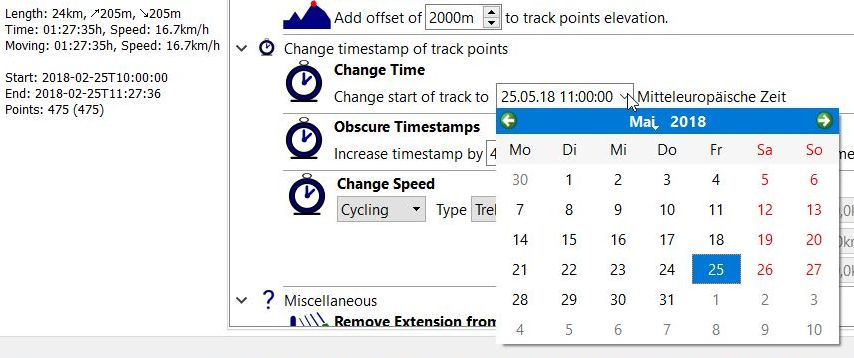 Length: 24km, ↗205m, ↘205m
Time: 01:27:35h, Speed: 16.7km/h
Moving: 01:27:35h, Speed: 16.7km/h
Start: 2018-02-25T10:00:00
End: 2018-02-25T11:27:36
Points: 475 (475)
Add offset of 2000m to track points elevation.
Change timestamp of track points
Change Time
Change start of track to 25.05.18 11:00:00 Mitteleuropäische Zeit
Obscure Timestamps
Increase timestamp by 4
Change Speed
Cycling Type Trel
Mai, 2018
Mo Di Mi Do Fr Sa So
30 1 2 3 4 5 6
7 8 9 10 11 12 13
14 15 16 17 18 19 20
21 22 23 24 25 26 27
28 29 30 31 1 2 3
4 5 6 7 8 9 10
Miscellaneous
Remove Extension from